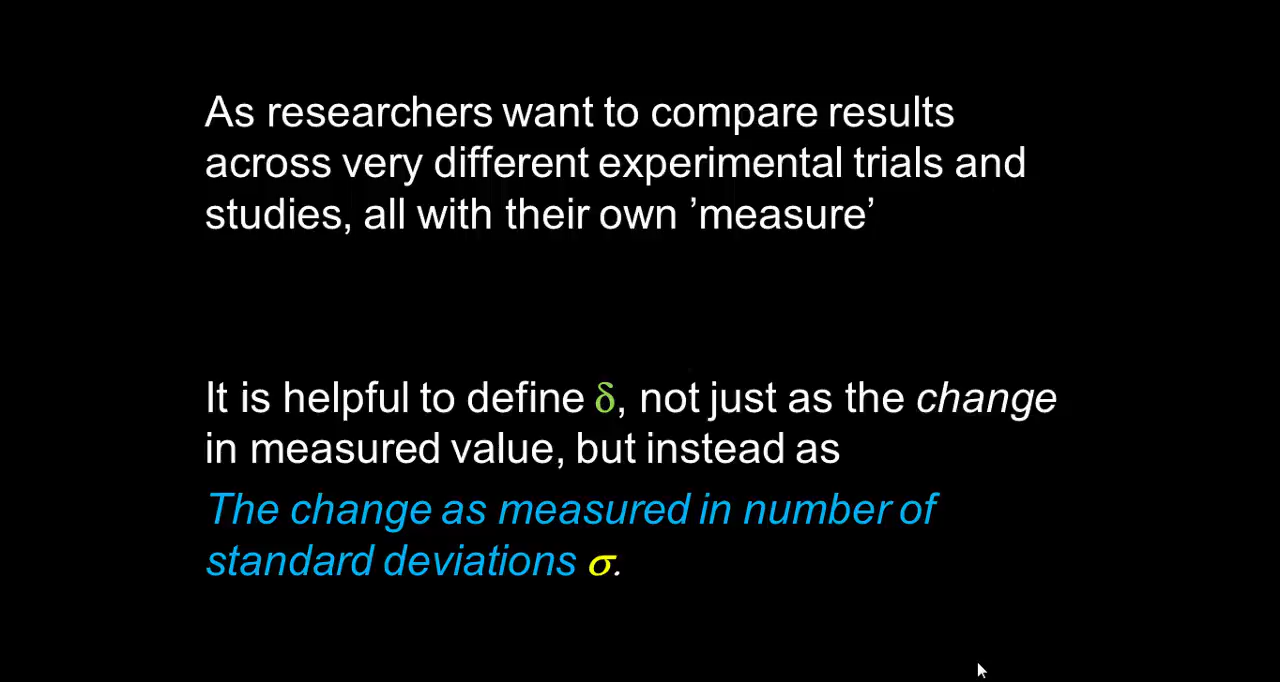 As researchers want to compare results
across very different experimental trials and
studies, all with their own ’measure’
It is helpful to define δ, not just as the change
in measured value, but instead as
The change as measured in number of
standard deviations σ.